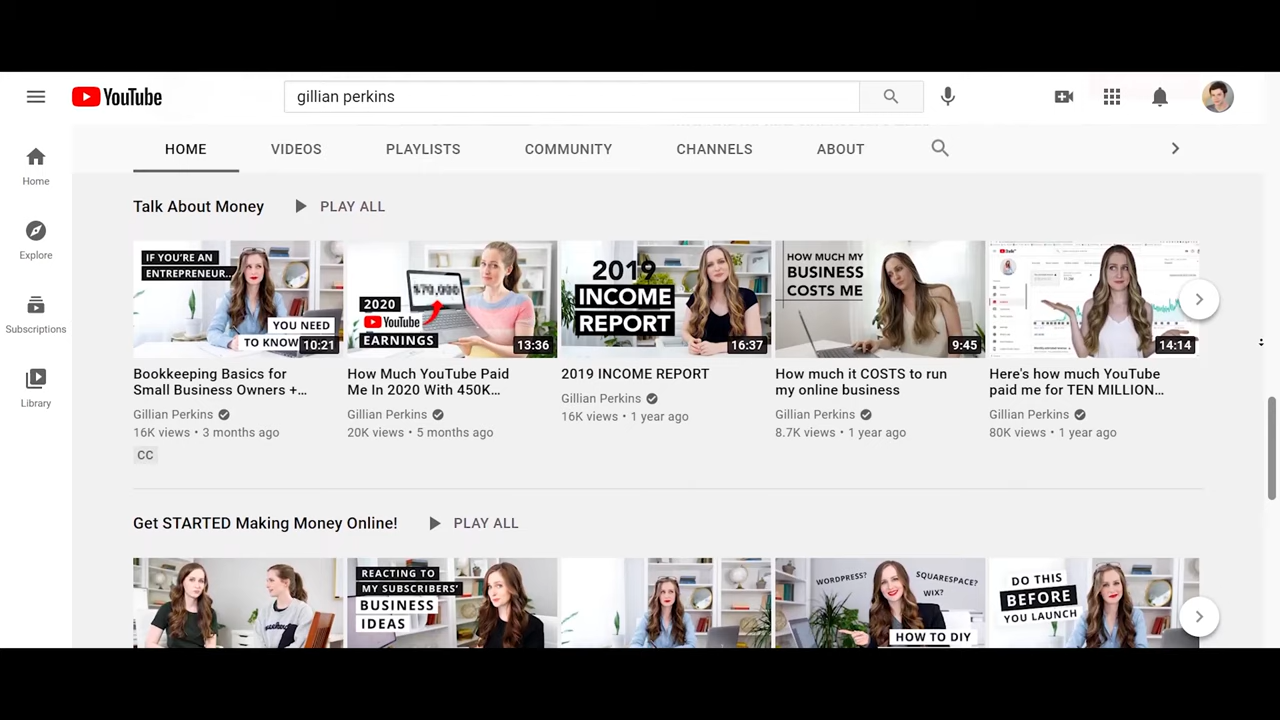 YouTube
gillian perkins
HOME
VIDEOS
PLAYLISTS
COMMUNITY
CHANNELS
ABOUT
Home
Explore
Subscriptions
Library
Talk About Money
PLAY ALL
IF YOU'RE AN
ENTREPRENEUR...
YOU NEED
TO KNOW
10:21
Bookkeeping Basics for
Small Business Owners +...
Gillian Perkins
16K views • 3 months ago
CC
2020
YouTube
EARNINGS
13:36
How Much YouTube Paid
Me In 2020 With 450K...
Gillian Perkins
20K views • 5 months ago
2019
INCOME
REPORT
16:37
2019 INCOME REPORT
Gillian Perkins
16K views • 1 year ago
HOW MUCH MY
BUSINESS
COSTS ME
9:45
How much it COSTS to run
my online business
Gillian Perkins
8.7K views • 1 year ago
14:14
Here's how much YouTube
paid me for TEN MILLION...
Gillian Perkins
80K views • 1 year ago
Get STARTED Making Money Online!
PLAY ALL
weekend
REACTING TO
MY SUBSCRIBERS'
BUSINESS
IDEAS
WORDPRESS?
SQUARESPACE?
WIX?
HOW TO DIY
DO THIS
BEFORE
YOU LAUNCH